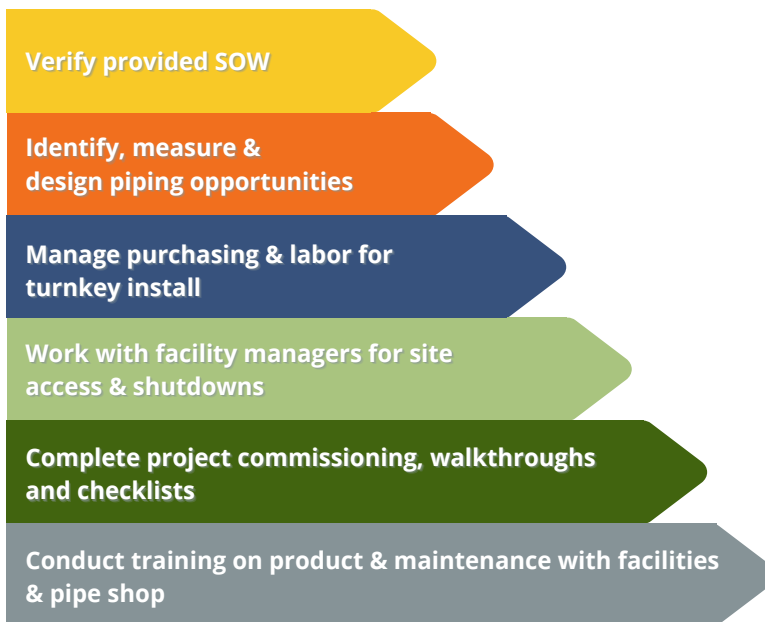 Verify provided SOW
Identify, measure &
design piping opportunities
Manage purchasing & labor for
turnkey install
Work with facility managers for site
access & shutdowns
Complete project commissioning, walkthroughs
and checklists
Conduct training on product & maintenance with facilities
& pipe shop